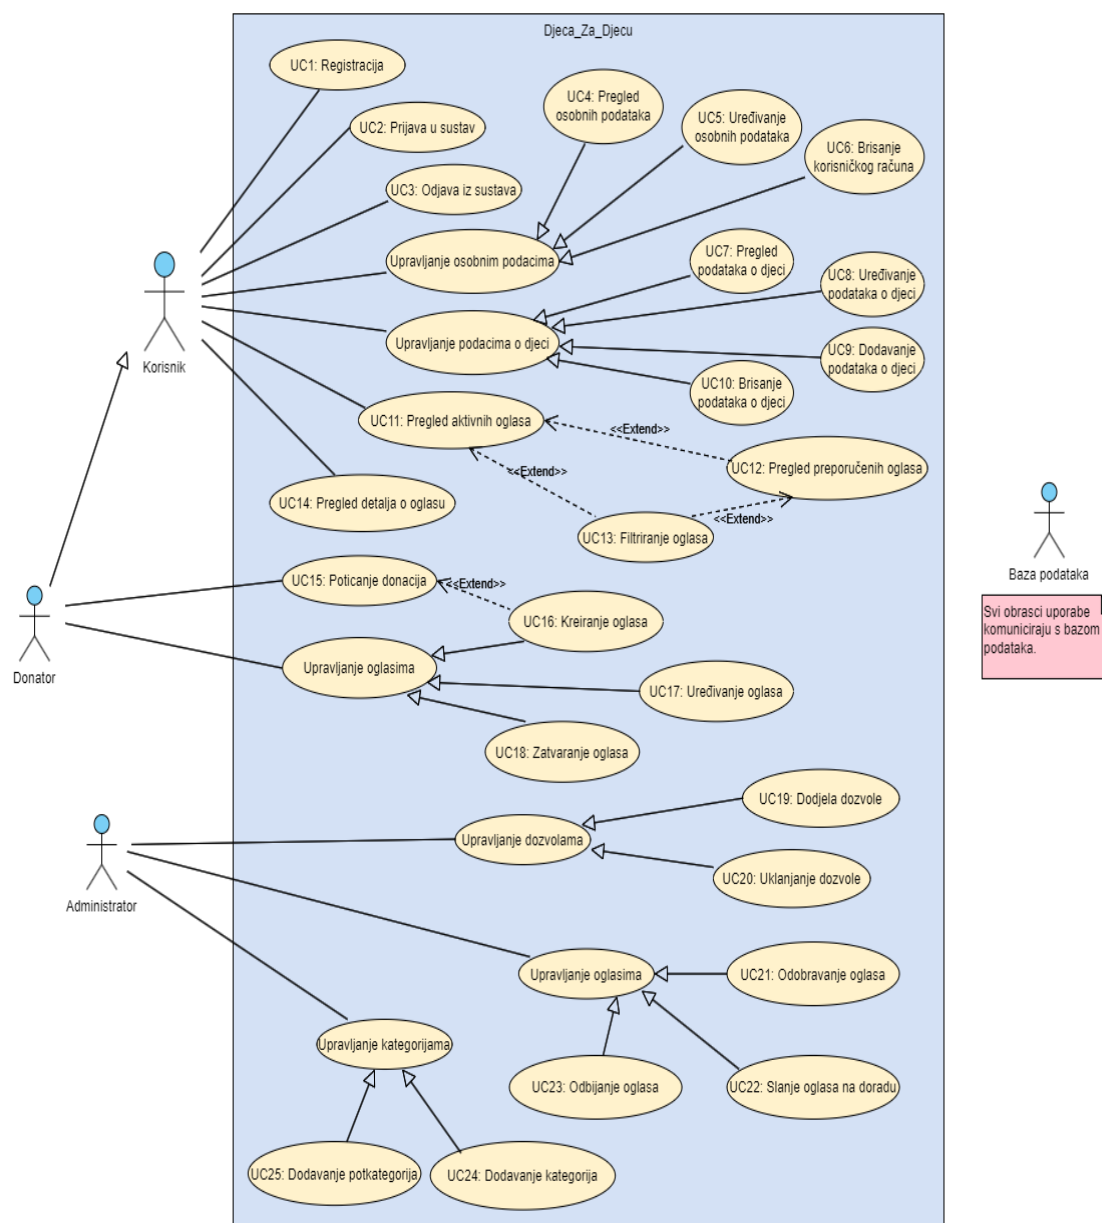 Djeca_Za_Djecu
UC1: Registracija
UC4: Pregled
osobnih podataka
UC5: Uređivanje
osobnih podataka
UC2: Prijava u sustav
UC6: Brisanje
korisničkog računa
UC3: Odjava iz sustava
Upravljanje osobnim podacima
UC7: Pregled
podataka o djeci
UC8: Uređivanje
podataka o djeci
Korisnik
Upravljanje podacima o djeci
UC9: Dodavanje
podataka o djeci
UC10: Brisanje
podataka o djeci
UC11: Pregled aktivnih oglasa
<<Extend>>
UC12: Pregled preporučenih oglasa
<<Extend>>
UC14: Pregled detalja o oglasu
<<Extend>>
UC13: Filtriranje oglasa
Baza podataka
Svi obrasci uporabe
komuniciraju s bazom
podataka.
UC15: Poticanje donacija
<<Extend>>
UC16: Kreiranje oglasa
Donator
Upravljanje oglasima
UC17: Uređivanje oglasa
UC18: Zatvaranje oglasa
UC19: Dodjela dozvole
Upravljanje dozvolama
UC20: Uklanjanje dozvole
Administrator
Upravljanje oglasima
UC21: Odobravanje oglasa
Upravljanje kategorijama
UC23: Odbijanje oglasa
UC22: Slanje oglasa na doradu
UC25: Dodavanje potkategorija
UC24: Dodavanje kategorija